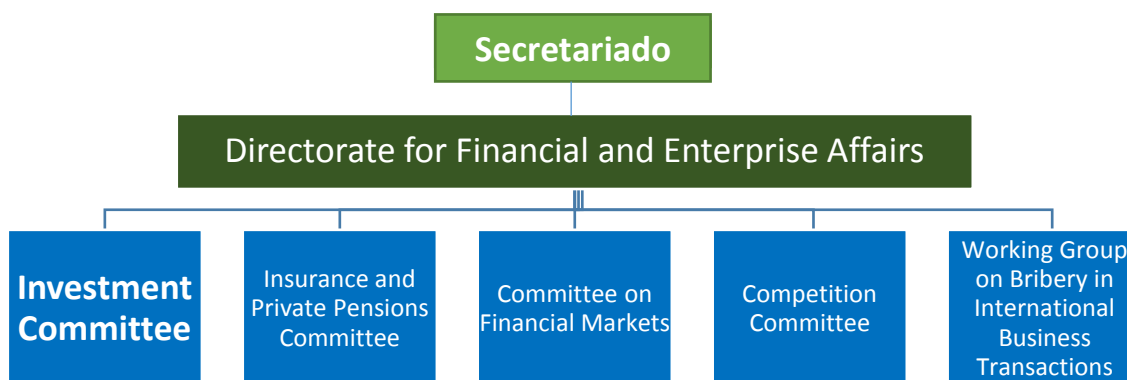 Secretariado
Directorate for Financial and Enterprise Affairs
Investment
Committee
Insurance and
Private Pensions
Committee
Committee on
Financial Markets
Competition
Committee
Working Group
on Bribery in
International
Business
Transactions